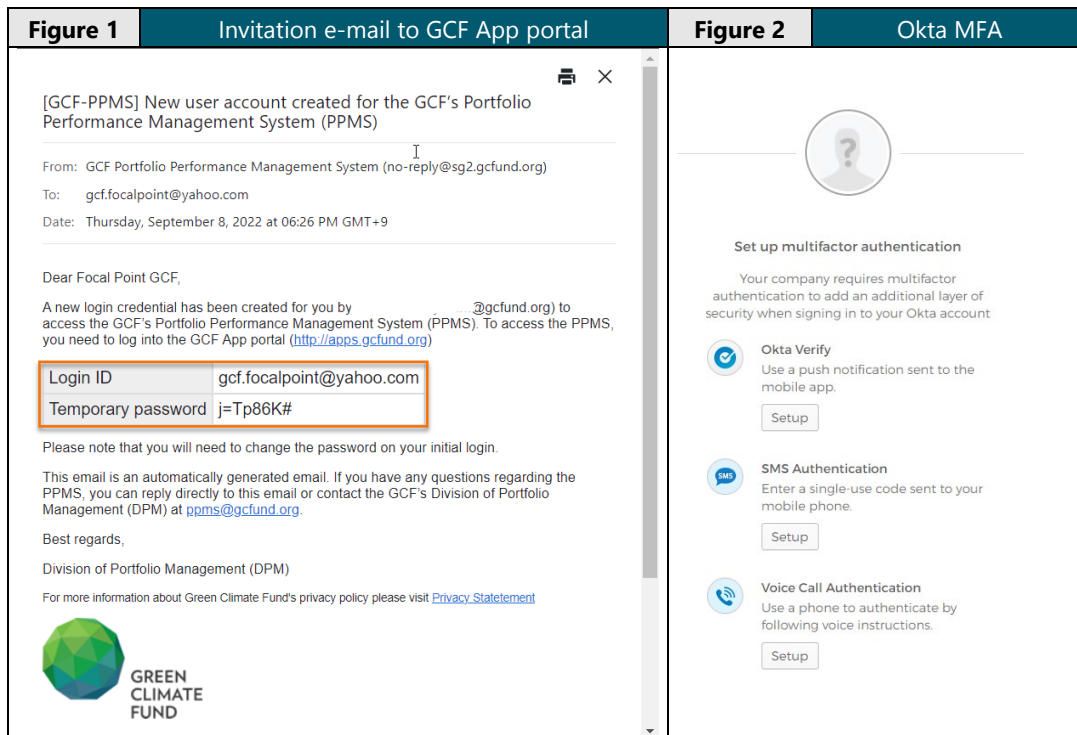 Figure 1
Invitation e-mail to GCF App portal
[GCF-PPMS] New user account created for the GCF's Portfolio
Performance Management System (PPMS)
From: GCF Portfolio Performance Management System (no-reply@sg2.gcfund.org)
To: gcf.focalpoint@yahoo.com
Date: Thursday, September 8, 2022 at 06:26 PM GMT+9
Dear Focal Point GCF,
A new login credential has been created for you by @gcfund.org) to
access the GCF's Portfolio Performance Management System (PPMS). To access the PPMS,
you need to log into the GCF App portal (http://apps.gcfund.org)
Login ID gcf.focalpoint@yahoo.com
Temporary password j=Tp86K#
Please note that you will need to change the password on your initial login.
This email is an automatically generated email. If you have any questions regarding the
PPMS, you can reply directly to this email or contact the GCF's Division of Portfolio
Management (DPM) at ppms@gcfund.org.
Best regards,
Division of Portfolio Management (DPM)
For more information about Green Climate Fund's privacy policy please visit Privacy Statetement
GREEN
CLIMATE
FUND
Figure 2
Okta MFA
?
Set up multifactor authentication
Your company requires multifactor
authentication to add an additional layer of
security when signing in to your Okta account
Okta Verify
Use a push notification sent to the
mobile app.
Setup
SMS
SMS Authentication
Enter a single-use code sent to your
mobile phone.
Setup
Voice Call Authentication
Use a phone to authenticate by
following voice instructions.
Setup